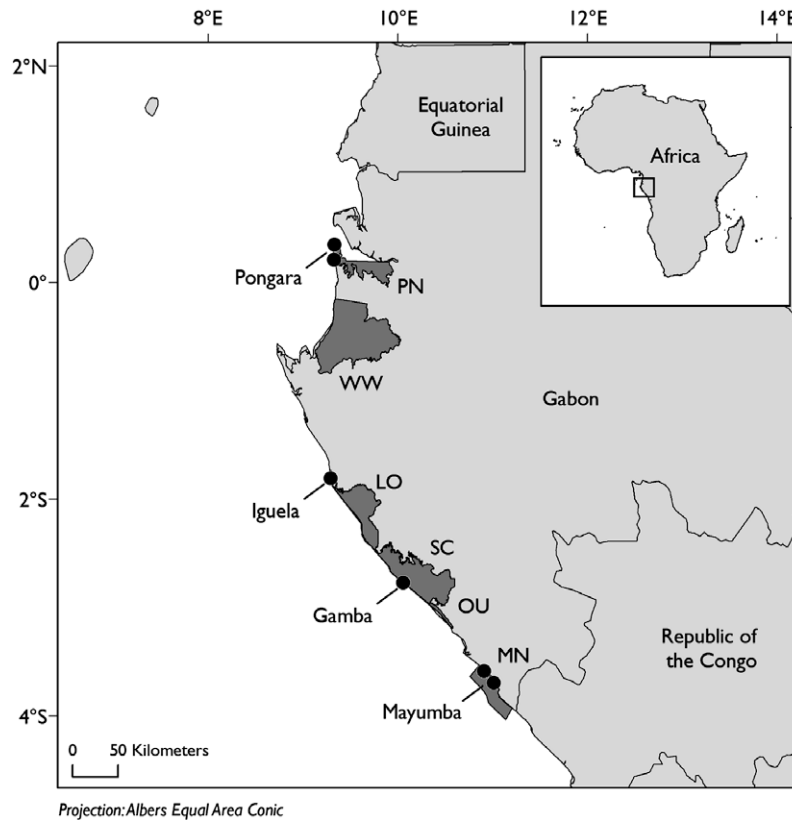 8°E
10°E
12°E
14°E
2°N
0°
2°S
4°S
Equatorial
Guinea
Africa
Pongara
PN
WW
Gabon
LO
Iguela
SC
OU
Gamba
MN
Republic of
the Congo
Mayumba
0 50 Kilometers
Projection: Albers Equal Area Conic